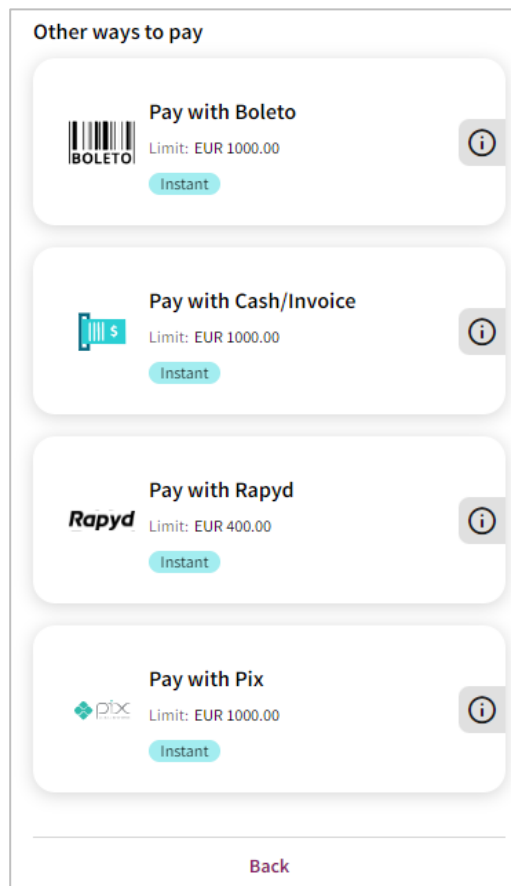 Other ways to pay
Pay with Boleto
BOLETO
Limit: EUR 1000.00
Instant
Pay with Cash/Invoice
$
Limit: EUR 1000.00
Instant
Pay with Rapyd
Rapyd
Limit: EUR 400.00
Instant
Pay with Pix
pix
Limit: EUR 1000.00
Instant
Back